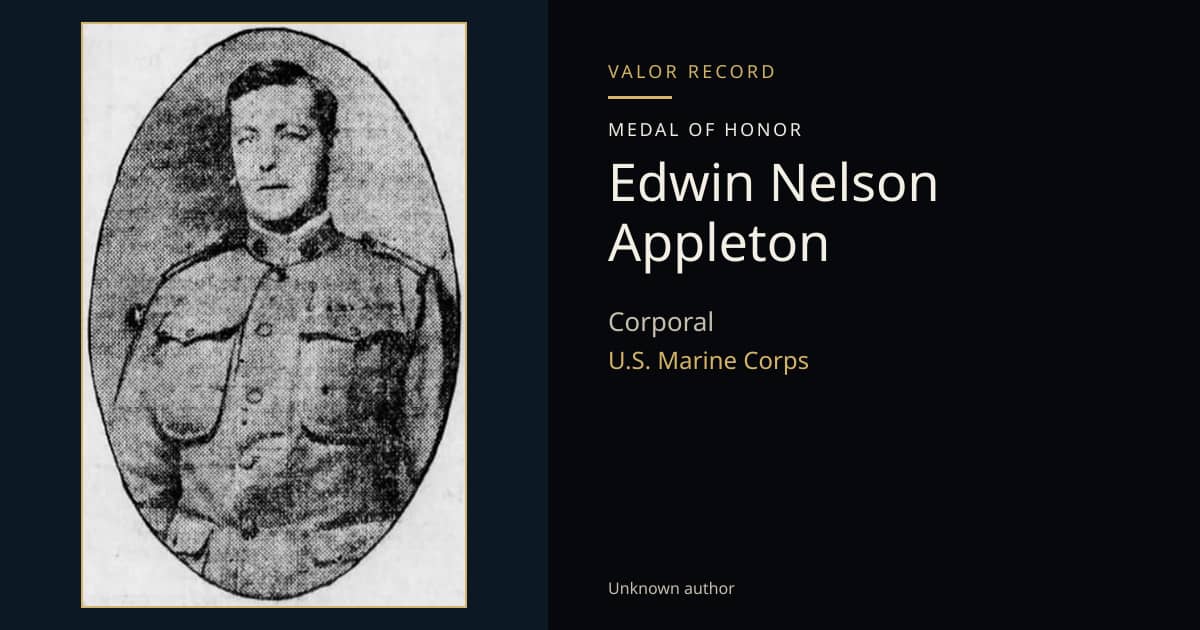 VALOR RECORD
MEDAL OF HONOR
Edwin Nelson
Appleton
Corporal
U.S. Marine Corps
Unknown author